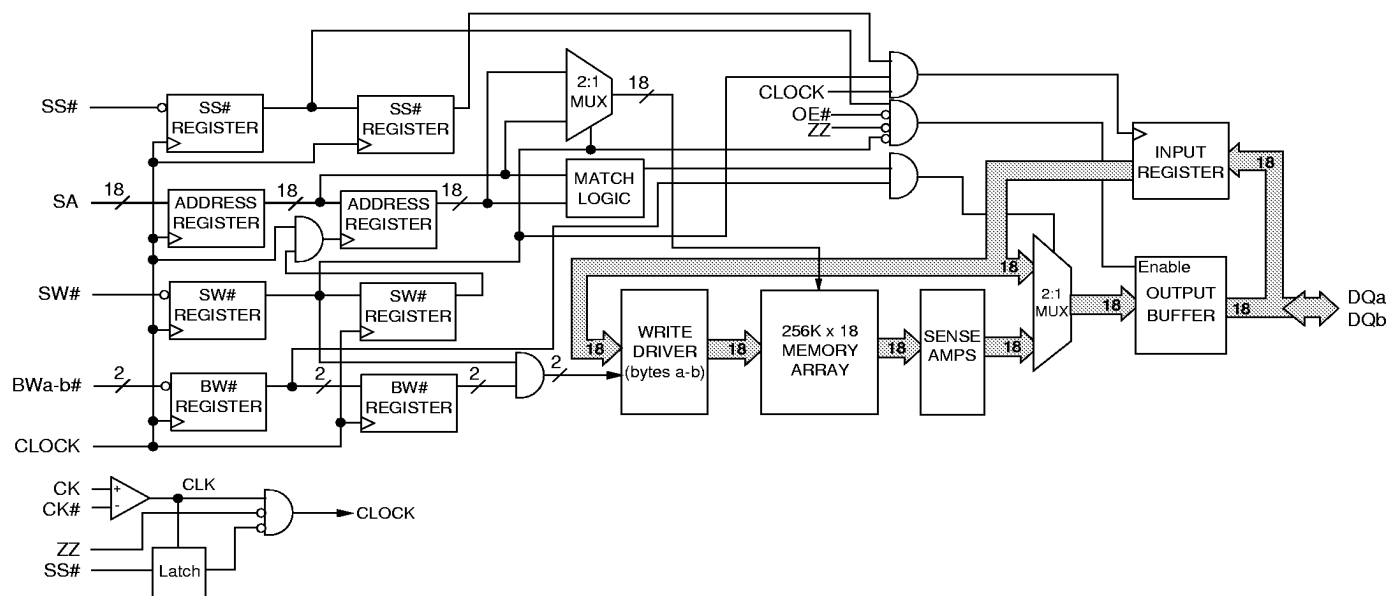 SS#
SS#
REGISTER
SS#
REGISTER
2:1
MUX
18
CLOCK
OE#
ZZ
SA
18
ADDRESS
REGISTER
18
ADDRESS
REGISTER
18
MATCH
LOGIC
INPUT
REGISTER
18
SW#
SW#
REGISTER
SW#
REGISTER
18
2:1
MUX
18
Enable
OUTPUT
BUFFER
18
DQa
DQb
18
WRITE
DRIVER
(bytes a-b)
18
256K x 18
MEMORY
ARRAY
18
SENSE
AMPS
18
BWa-b#
2
BW#
REGISTER
2
BW#
REGISTER
2
2
CLOCK
CK
CK#
+
-
CLK
CLOCK
ZZ
SS#
Latch